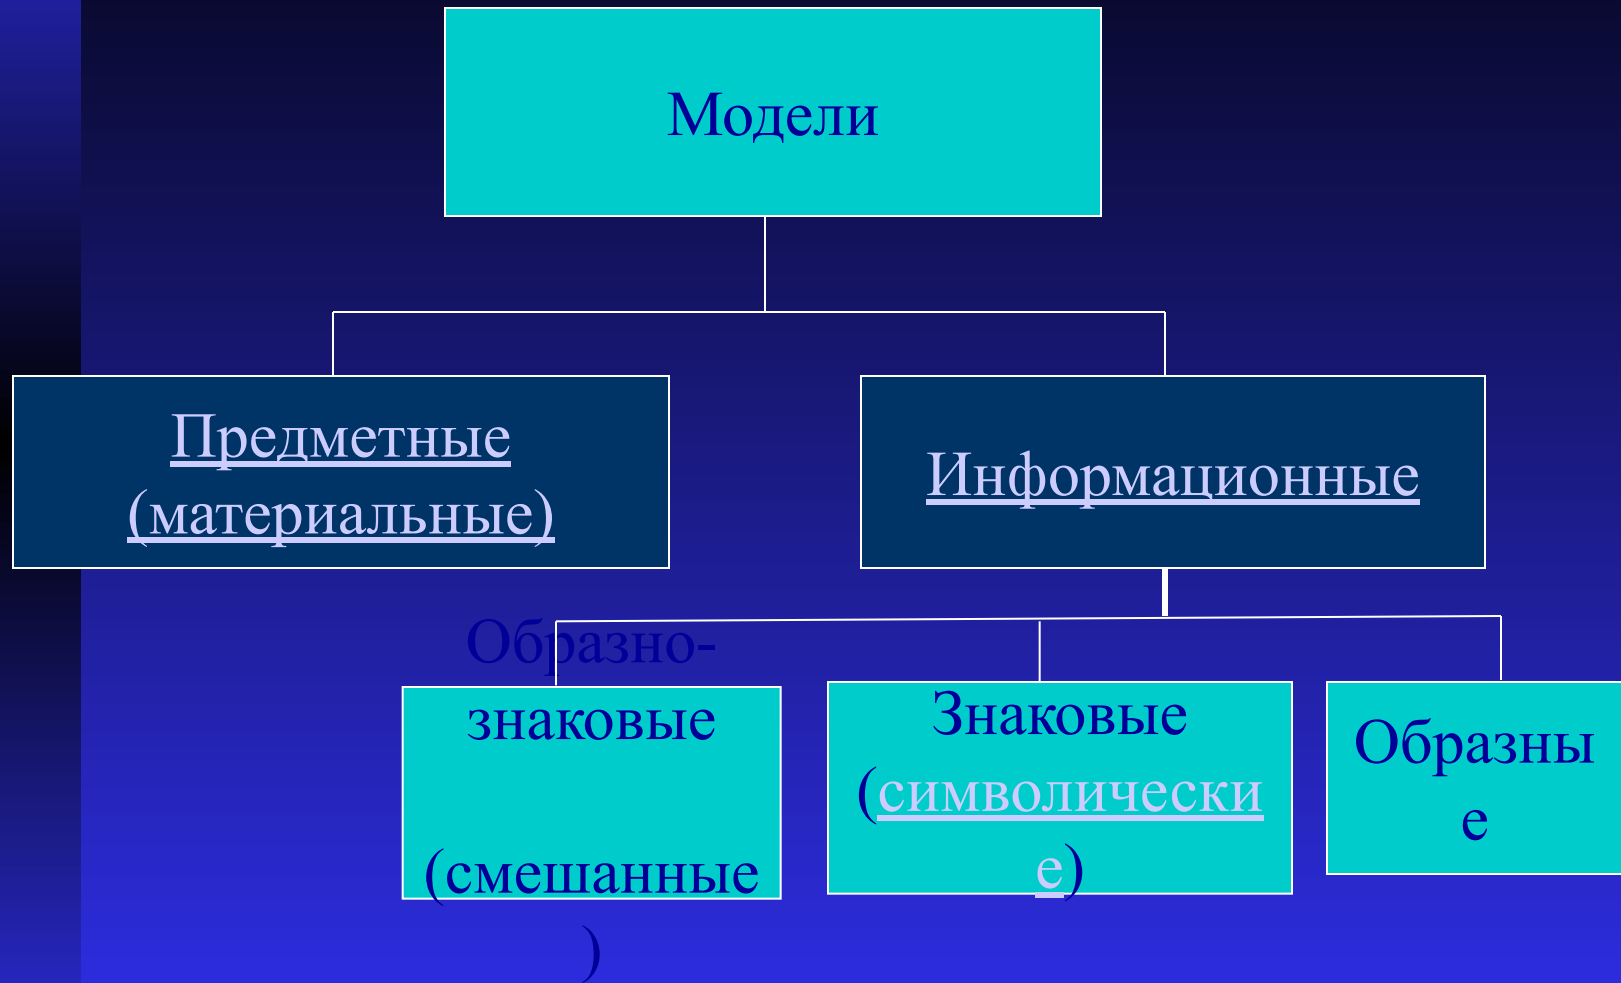 Модели
Предметные
(материальные)
Информационные
Образно-
знаковые
(смешанные
)
Знаковые
(символически
е)
Образны
е